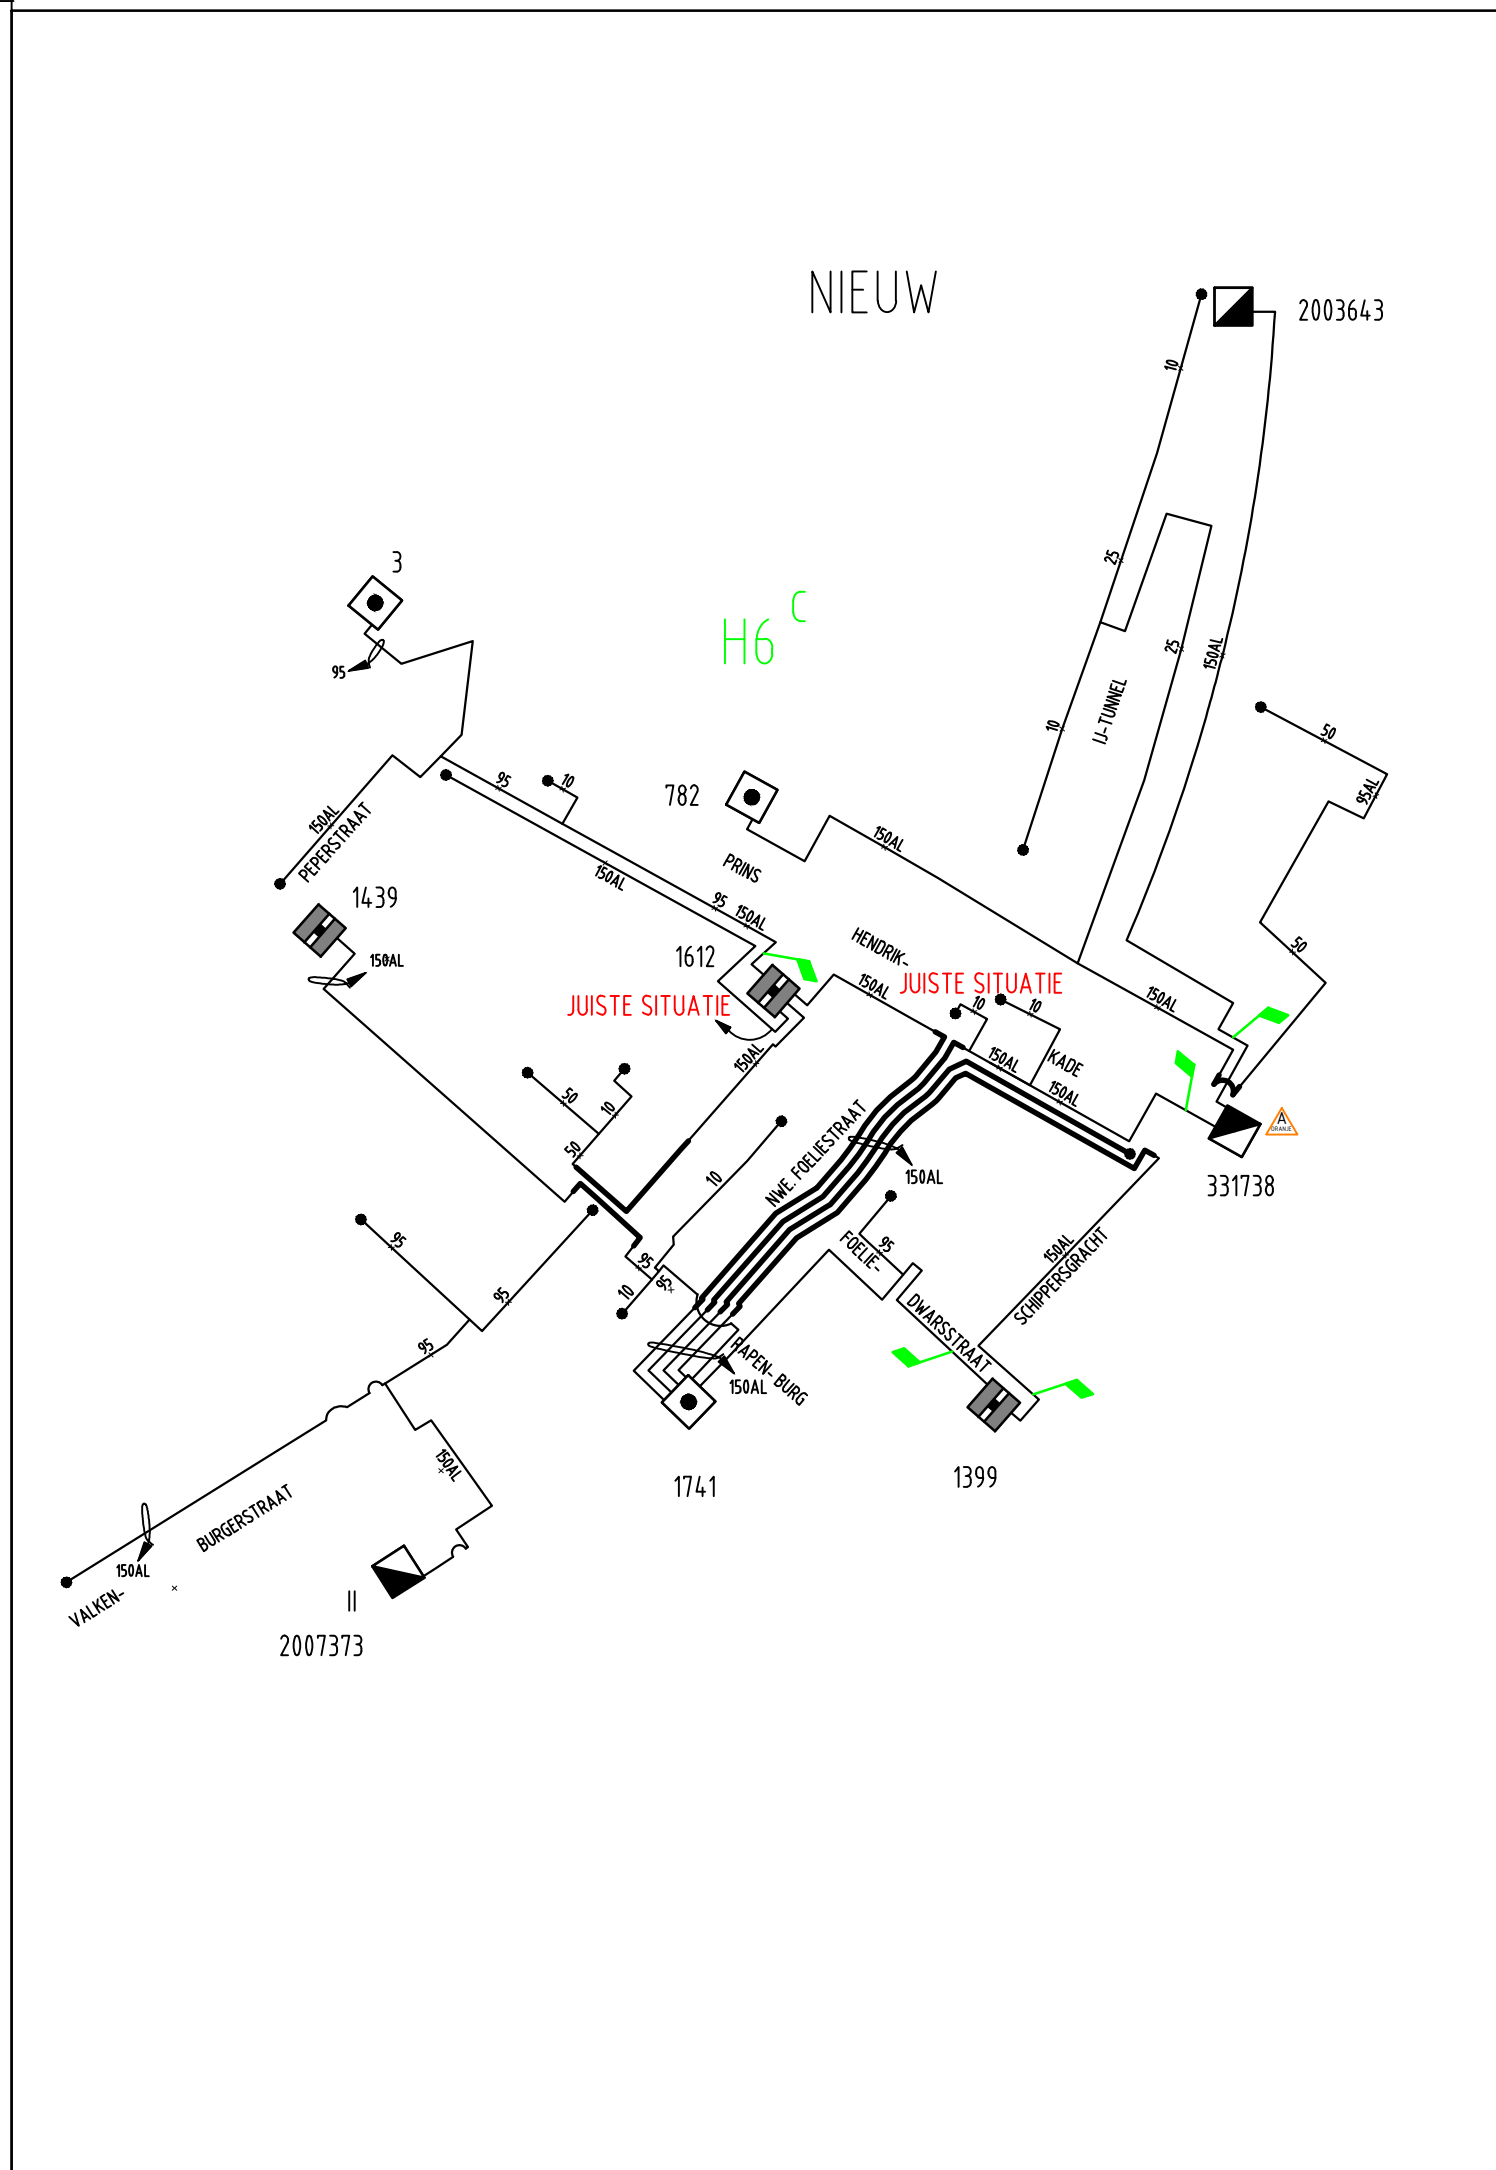 NIEUW
2003643
10
3
25
H6
C
95
25
150AL
IJ-TUNNEL
10
50
95AL
95
10
782
150AL
150AL
PEPERSTRAAT
150AL
PRINS
1439
95
150AL
1612
HENDRIK-
50
150AL
JUISTE SITUATIE
150AL
JUISTE SITUATIE
10
10
150AL
150AL
150AL
KADE
150AL
50
10
50
10
NWE. FOELIESTRAAT
150AL
A
ORANJE
331738
95
95
FOELIE-
150AL
SCHIPPERSGRACHT
95
95
10
95
DWARSSTRAAT
RAPEN-BURG
150AL
150AL
1741
1399
BURGERSTRAAT
150AL
VALKEN-
II
2007373